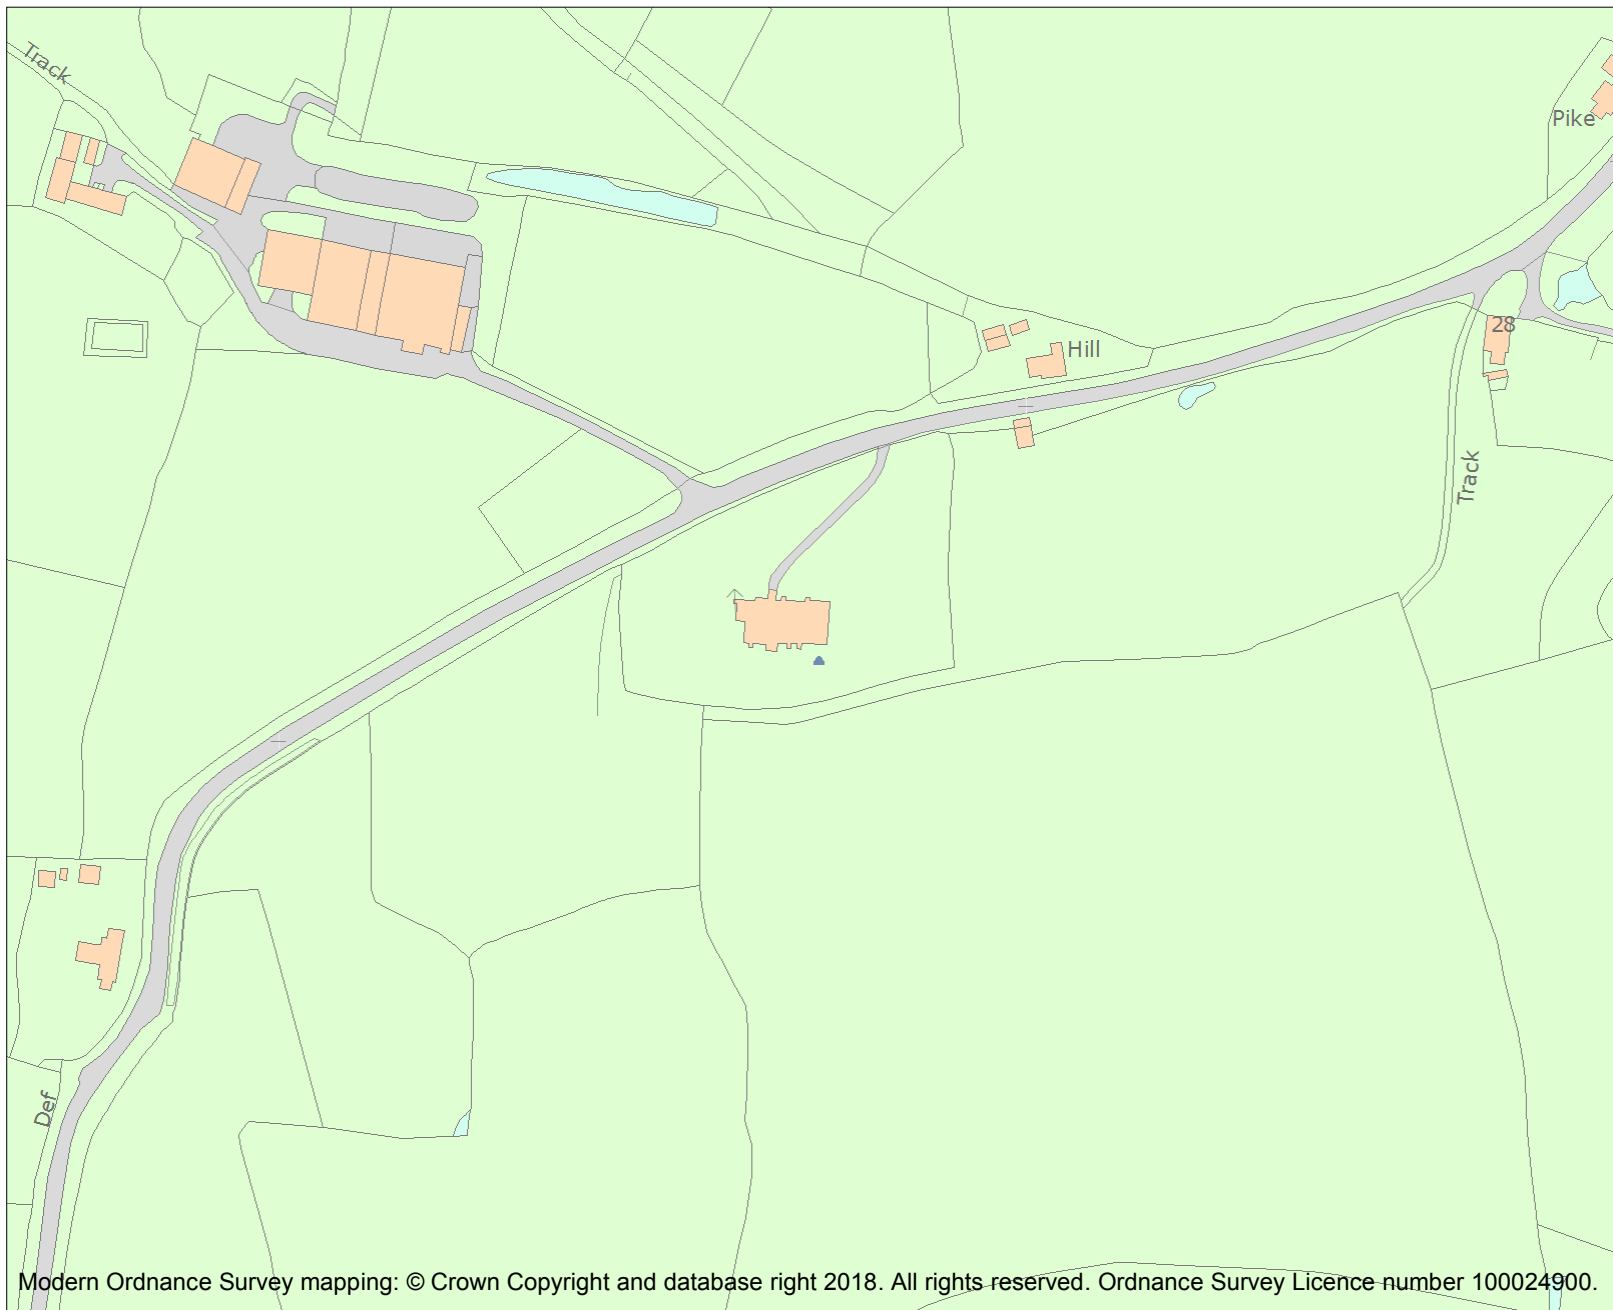 Track
Pike
28
Hill
Track
Def
Modern Ordnance Survey mapping: © Crown Copyright and database right 2018. All rights reserved. Ordnance Survey Licence number 100024900.